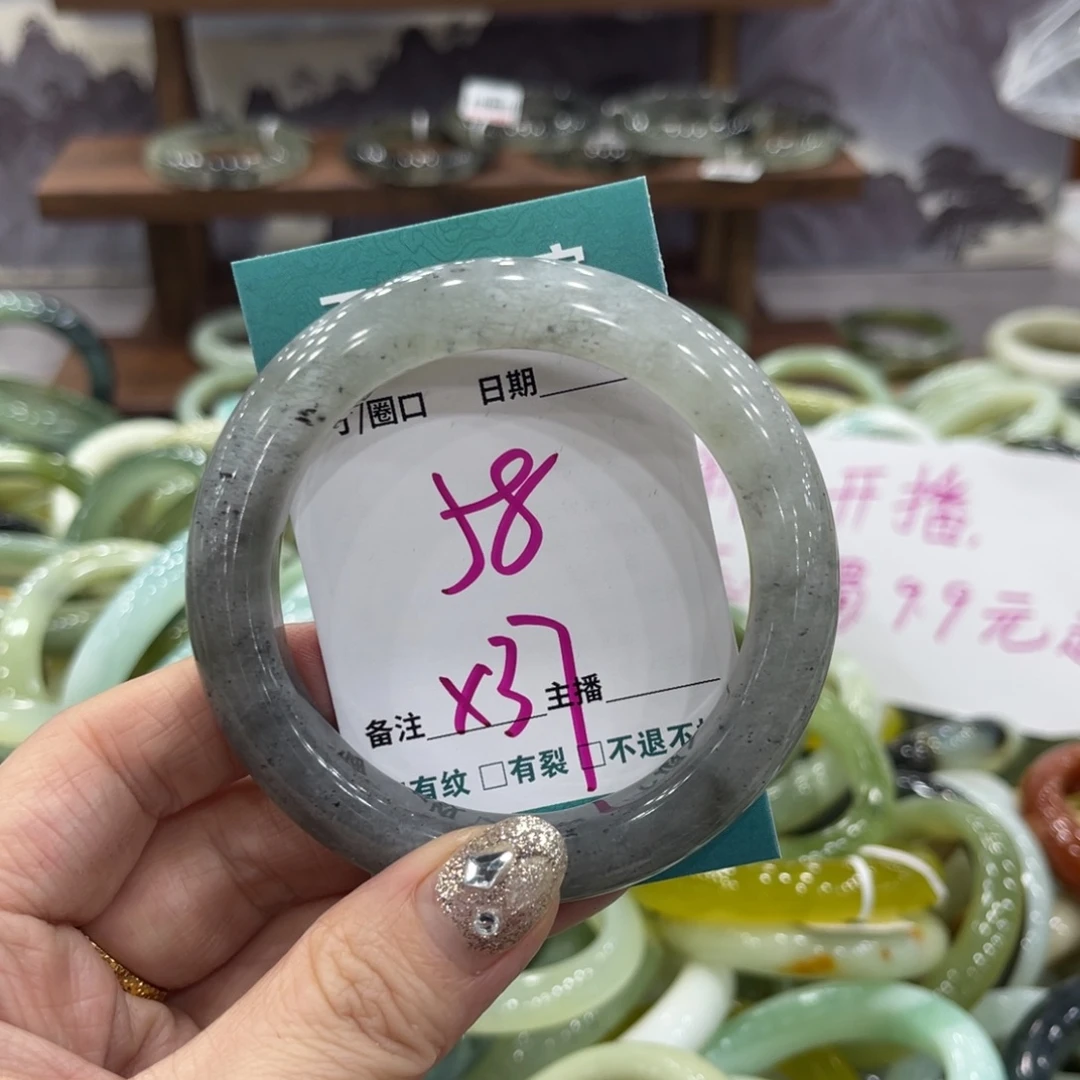 寸/圈口 日期
58
x37
备注 主播
有纹 □有裂 □不退不
开播.
99元